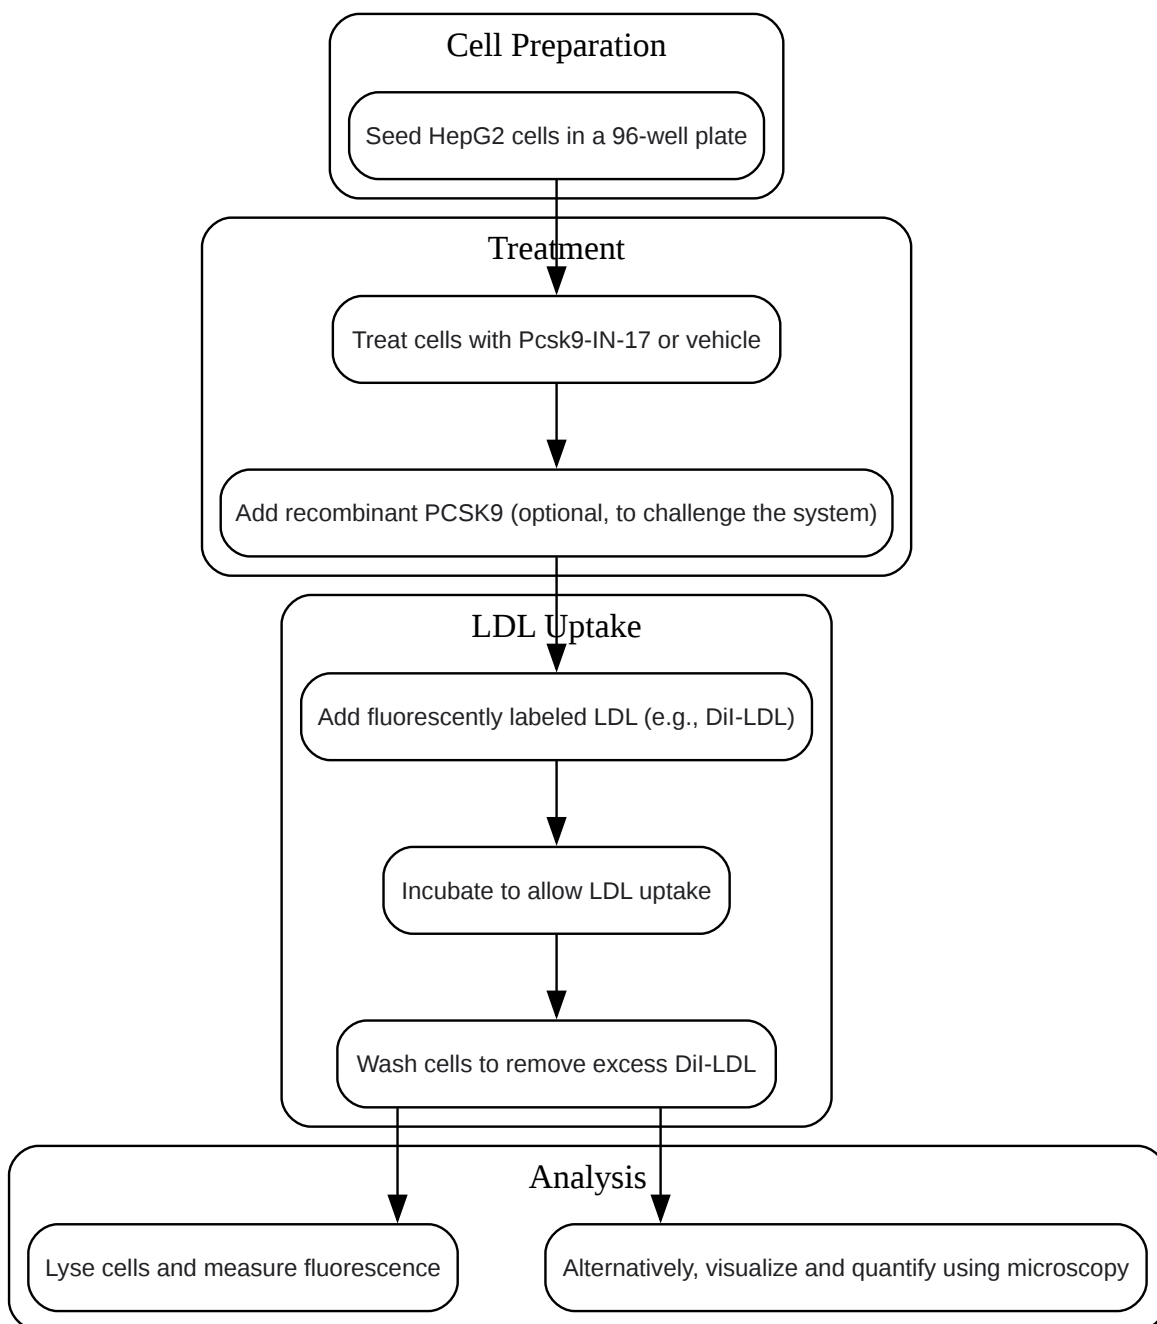 Cell Preparation
Seed HepG2 cells in a 96-well plate
Treatment
Treat cells with Pcsk9-IN-17 or vehicle
Add recombinant PCSK9 (optional, to challenge the system)
LDL Uptake
Add fluorescently labeled LDL (e.g., DiI-LDL)
Incubate to allow LDL uptake
Wash cells to remove excess DiI-LDL
Analysis
Lyse cells and measure fluorescence
Alternatively, visualize and quantify using microscopy